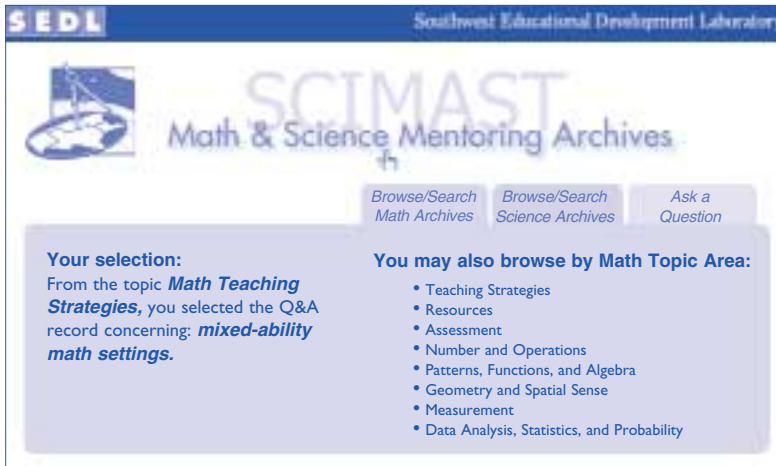 SEDL
Southwest Educational Development Laborator
SCIMAST
Math & Science Mentoring Archives
Browse/Search Math Archives
Browse/Search Science Archives
Ask a Question
Your selection:
From the topic Math Teaching
Strategies, you selected the Q&A
record concerning: mixed-ability
math settings.
You may also browse by Math Topic Area:
• Teaching Strategies
• Resources
• Assessment
• Number and Operations
• Patterns, Functions, and Algebra
• Geometry and Spatial Sense
• Measurement
• Data Analysis, Statistics, and Probability